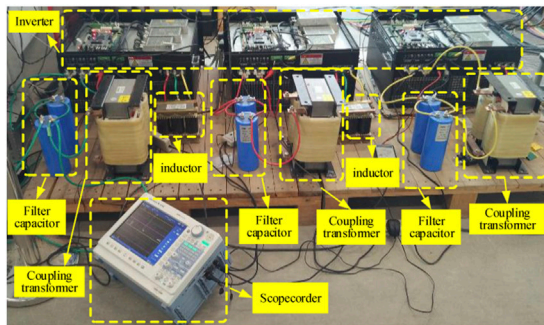 Inverter
inductor
inductor
Filter
capacitor
Filter
capacitor
Coupling
transformer
Filter
capacitor
Coupling
transformer
Coupling
transformer
Scopecorder